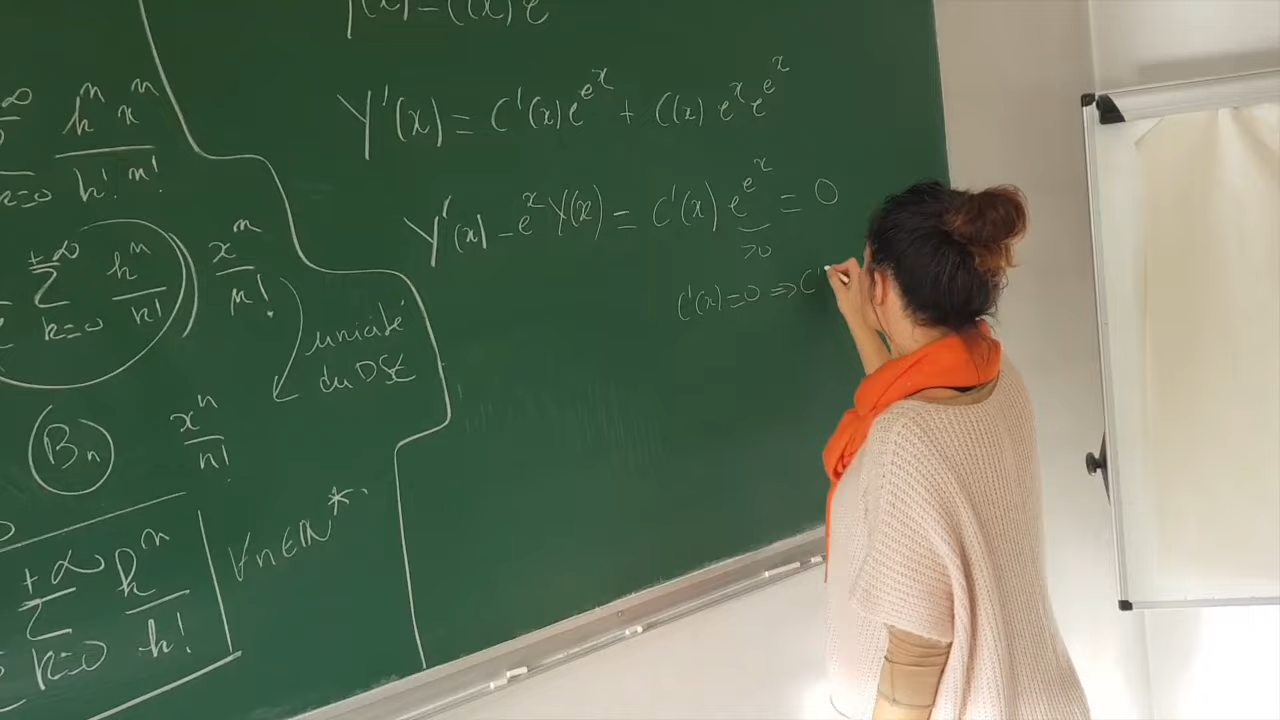 +∞ k^n x^n
k=0 k! n!
+∞
∑ k^n x^n
k=0 k! n!
unicité
du DSE
B_n x^n
n!
+∞
∑ k^n
k=0 k!
∀n∈ℕ*
Y(x) = C(x) e
Y'(x) = C'(x) e^{e^x} + C(x) e^x e^{e^x}
Y'(x) - e^x Y(x) = C'(x) e^{e^x} = 0
>0
C'(x) = 0 ⇒ C